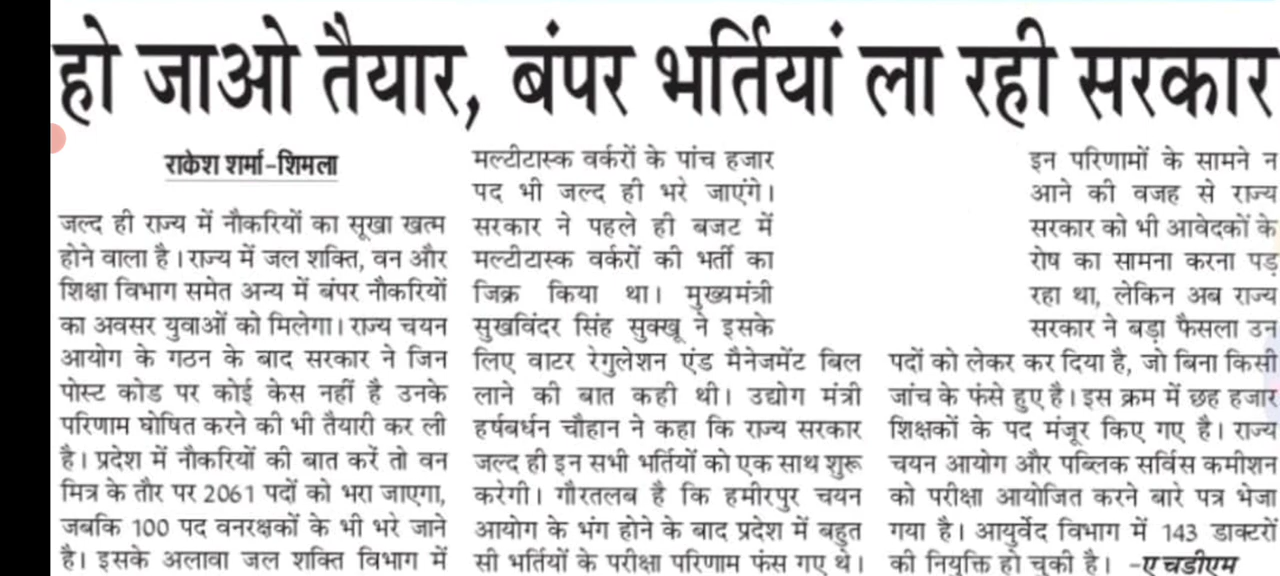 हो जाओ तैयार, बंपर भर्तियां ला रही सरकार
राकेश शर्मा-शिमला
जल्द ही राज्य में नौकरियों का सूखा खत्म
होने वाला है। राज्य में जल शक्ति, वन और
शिक्षा विभाग समेत अन्य में बंपर नौकरियों
का अवसर युवाओं को मिलेगा। राज्य चयन
आयोग के गठन के बाद सरकार ने जिन
पोस्ट कोड पर कोई केस नहीं है उनके
परिणाम घोषित करने की भी तैयारी कर ली
है। प्रदेश में नौकरियों की बात करें तो वन
मित्र के तौर पर 2061 पदों को भरा जाएगा,
जबकि 100 पद वनरक्षकों के भी भरे जाने
है। इसके अलावा जल शक्ति विभाग में
मल्टीटास्क वर्करों के पांच हजार
पद भी जल्द ही भरे जाएंगे।
सरकार ने पहले ही बजट में
मल्टीटास्क वर्करों की भर्ती का
जिक्र किया था। मुख्यमंत्री
सुखविंदर सिंह सुक्खू ने इसके
लिए वाटर रेगुलेशन एंड मैनेजमेंट बिल
लाने की बात कही थी। उद्योग मंत्री
हर्षबर्धन चौहान ने कहा कि राज्य सरकार
जल्द ही इन सभी भर्तियों को एक साथ शुरू
करेगी। गौरतलब है कि हमीरपुर चयन
आयोग के भंग होने के बाद प्रदेश में बहुत
सी भर्तियों के परीक्षा परिणाम फंस गए थे।
इन परिणामों के सामने न
आने की वजह से राज्य
सरकार को भी आवेदकों के
रोष का सामना करना पड़
रहा था, लेकिन अब राज्य
सरकार ने बड़ा फैसला उन
पदों को लेकर कर दिया है, जो बिना किसी
जांच के फंसे हुए है। इस क्रम में छह हजार
शिक्षकों के पद मंजूर किए गए है। राज्य
चयन आयोग और पब्लिक सर्विस कमीशन
को परीक्षा आयोजित करने बारे पत्र भेजा
गया है। आयुर्वेद विभाग में 143 डाक्टरों
की नियुक्ति हो चुकी है। -एचडीएम